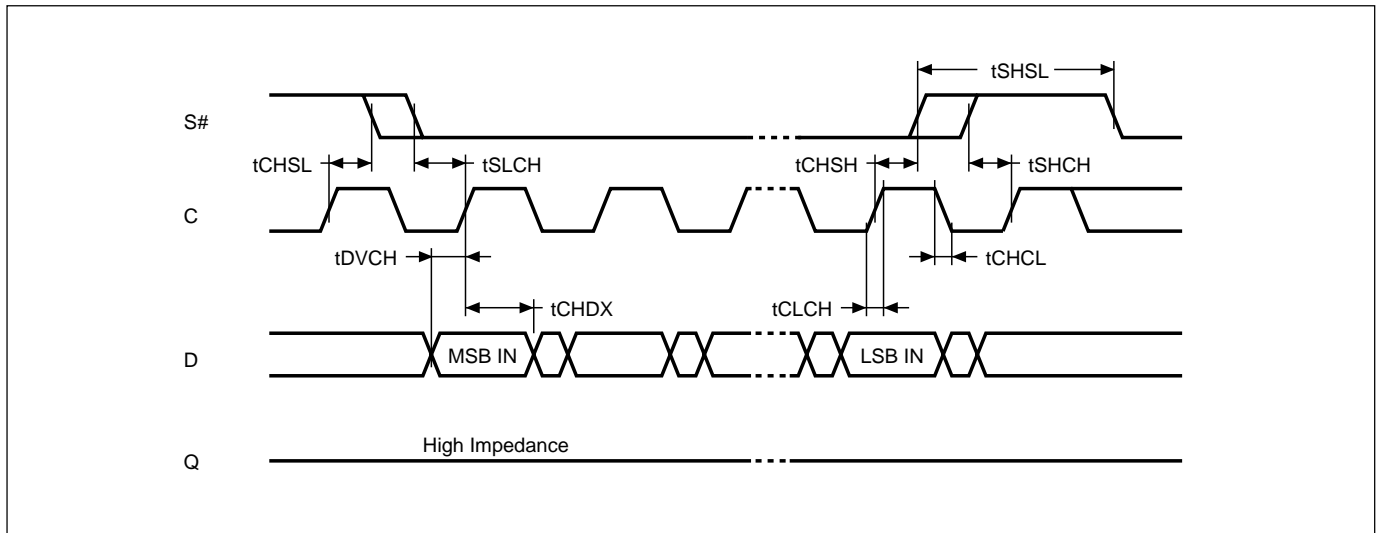 tSHSL
S#
tCHSL
tSLCH
tCHSH
tSHCH
C
tDVCH
tCHCL
tCHDX
tCLCH
D
MSB IN
LSB IN
High Impedance
Q